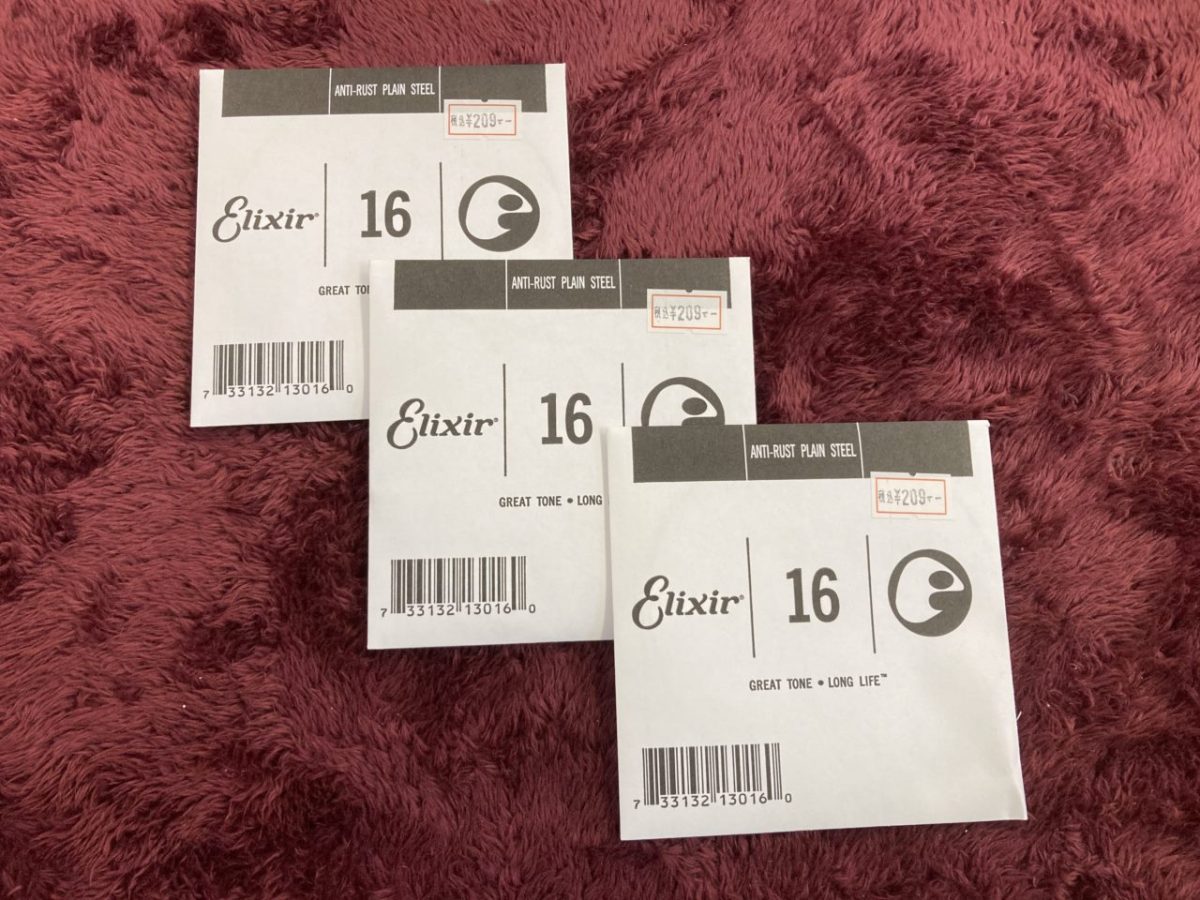 ANTI-RUST PLAIN STEEL
税込¥209-
Elixir®
16
GREAT TON
7 33132 13016 0
ANTI-RUST PLAIN STEEL
税込¥209-
Elixir®
16
GREAT TONE • LONG
7 33132 13016 0
ANTI-RUST PLAIN STEEL
税込¥209-
Elixir®
16
GREAT TONE • LONG LIFE™
7 33132 13016 0